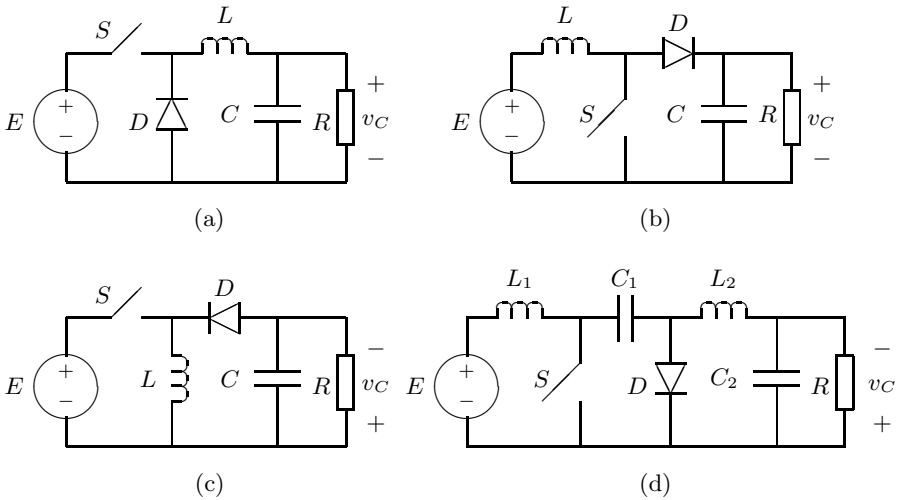 S L
+
E + D C R v_C
−
−
(a)
L D
+
E + S C R v_C
−
−
(b)
S D
−
E + L C R v_C
−
+
(c)
L_1 C_1 L_2
−
E + S D C_2 R v_C
−
+
(d)